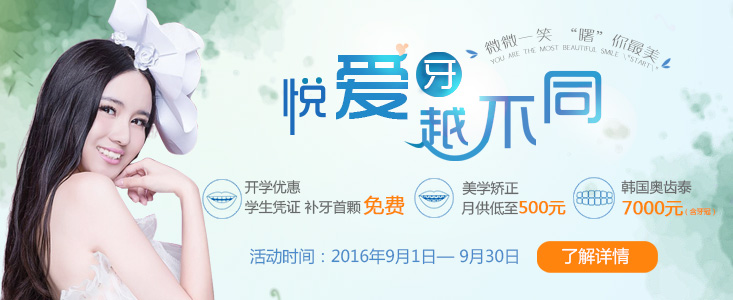 微微一笑 “曙”你最美
YOU ARE THE MOST BEAUTIFUL SMILE \"START\"
悦爱牙
越不同
开学优惠
学生凭证 补牙首颗 免费
美学矫正
月供低至500元
韩国奥齿泰
7000元（含牙冠）
活动时间：2016年9月1日— 9月30日
了解详情